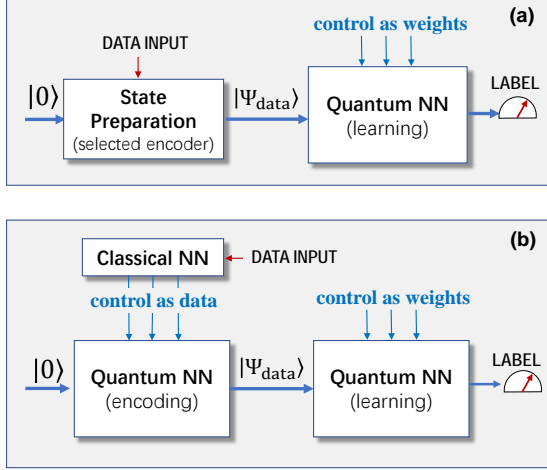 (a)
DATA INPUT
control as weights
|0⟩
State
Preparation
(selected encoder)
|Ψdata⟩
Quantum NN
(learning)
LABEL
(b)
Classical NN
DATA INPUT
control as data
control as weights
|0⟩
Quantum NN
(encoding)
|Ψdata⟩
Quantum NN
(learning)
LABEL